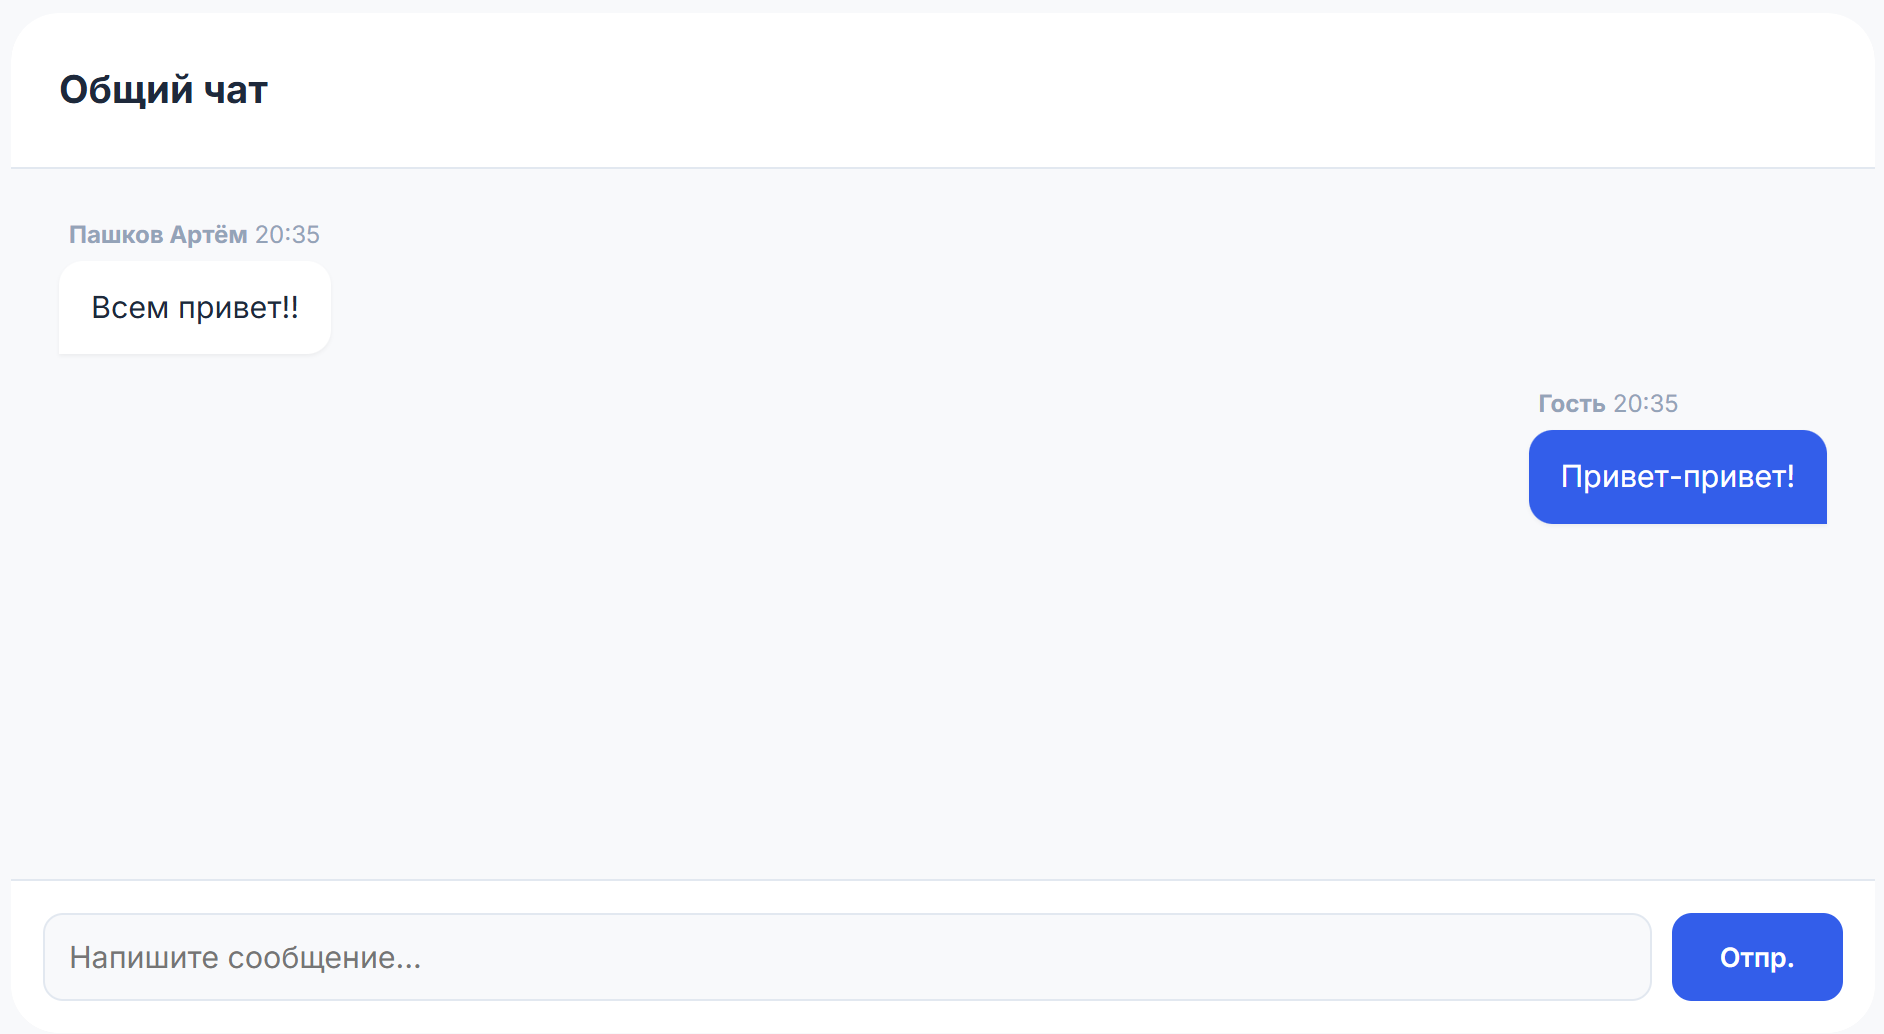 Общий чат
Пашков Артём 20:35
Всем привет!!
Гость 20:35
Привет-привет!
Напишите сообщение...
Отпр.